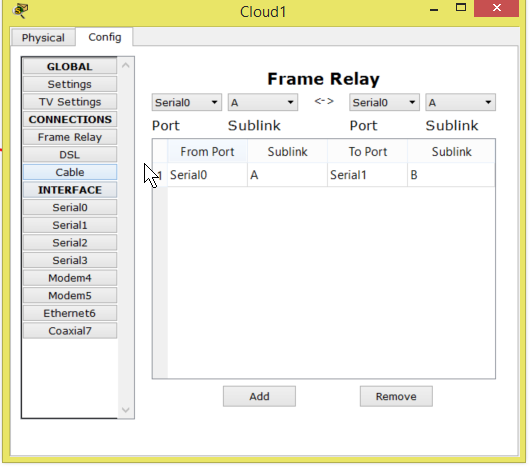 Cloud1
Physical Config
GLOBAL
Settings
TV Settings
CONNECTIONS
Frame Relay
DSL
Cable
INTERFACE
Serial0
Serial1
Serial2
Serial3
Modem4
Modem5
Ethernet6
Coaxial7
Frame Relay
Serial0 A <-> Serial0 A
Port Sublink Port Sublink
From Port Sublink To Port Sublink
1 Serial0 A Serial1 B
Add Remove